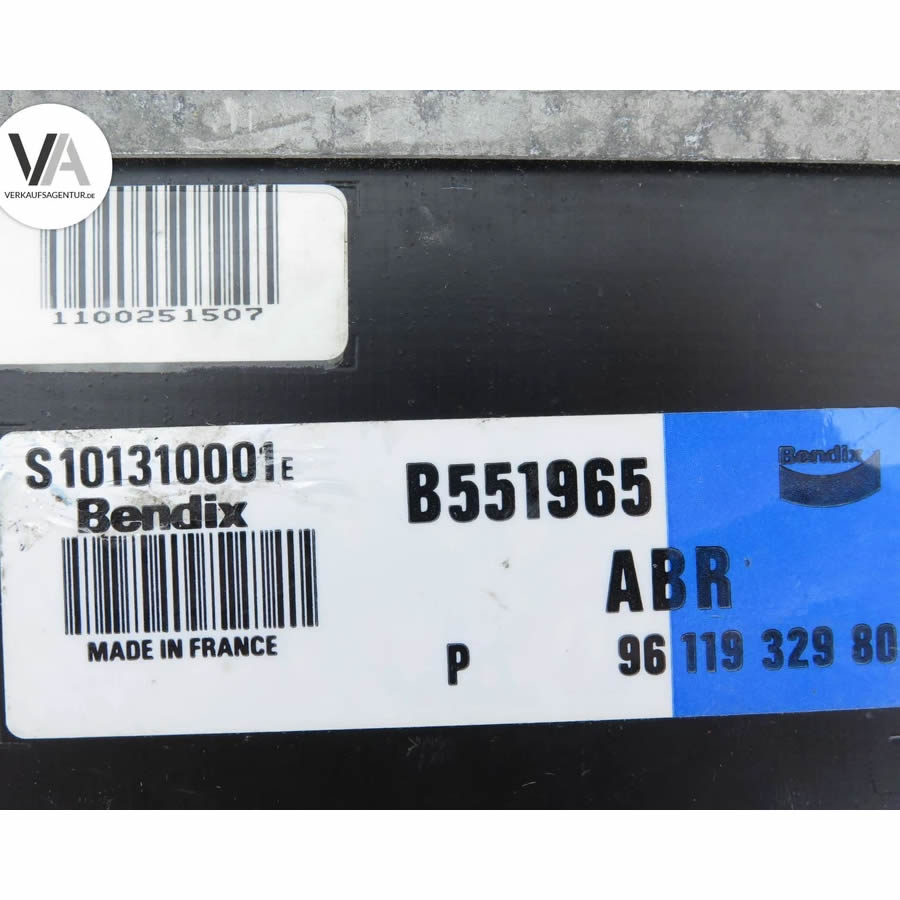 VA
VERKAUFSAGENTUR.DE
1100251507
S101310001E
Bendix
MADE IN FRANCE
B551965
Bendix
ABR
P 96 119 329 80